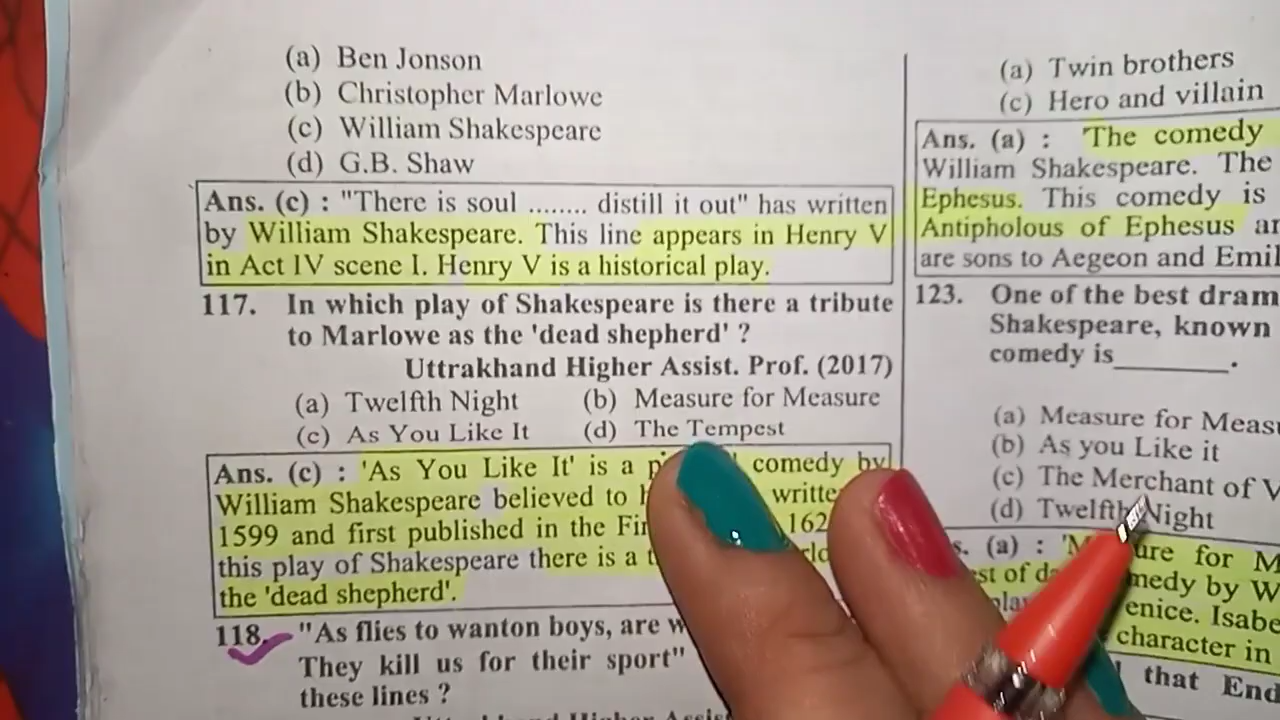 (a) Ben Jonson
(b) Christopher Marlowe
(c) William Shakespeare
(d) G.B. Shaw
Ans. (c) : "There is soul ........ distill it out" has written
by William Shakespeare. This line appears in Henry V
in Act IV scene I. Henry V is a historical play.
117. In which play of Shakespeare is there a tribute
to Marlowe as the 'dead shepherd' ?
Uttrakhand Higher Assist. Prof. (2017)
(a) Twelfth Night (b) Measure for Measure
(c) As You Like It (d) The Tempest
Ans. (c) : 'As You Like It' is a comedy by
William Shakespeare believed to
1599 and first published in the
this play of Shakespeare there is a
the 'dead shepherd'.
118. "As flies to wanton boys, are
They kill us for their sport"
these lines ?
(a) Twin brothers
(c) Hero and villain
Ans. (a) : The comedy
William Shakespeare. The
Ephesus. This comedy is
Antipholous of Ephesus
are sons to Aegeon and
123. One of the best
Shakespeare, known
comedy is________.
(a) Measure for
(b) As you Like it
(c) The Merchant of
(d) Twelfth Night
(a) : for
of by
enice.
character in
that